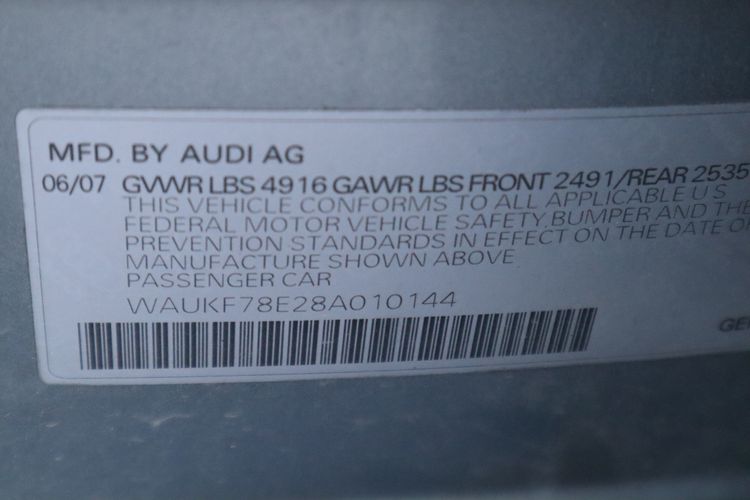 MFD. BY AUDI AG
06/07 GVWR LBS 4916 GAWR LBS FRONT 2491/REAR 2535
THIS VEHICLE CONFORMS TO ALL APPLICABLE U S
FEDERAL MOTOR VEHICLE SAFETY, BUMPER AND THE
PREVENTION STANDARDS IN EFFECT ON THE DATE O
MANUFACTURE SHOWN ABOVE
PASSENGER CAR
WAUKF78E28A010144
GE